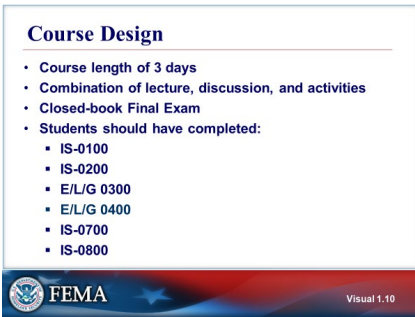 Course Design
• Course length of 3 days
• Combination of lecture, discussion, and activities
• Closed-book Final Exam
• Students should have completed:
▪ IS-0100
▪ IS-0200
▪ E/L/G 0300
▪ E/L/G 0400
▪ IS-0700
▪ IS-0800
FEMA
Visual 1.10